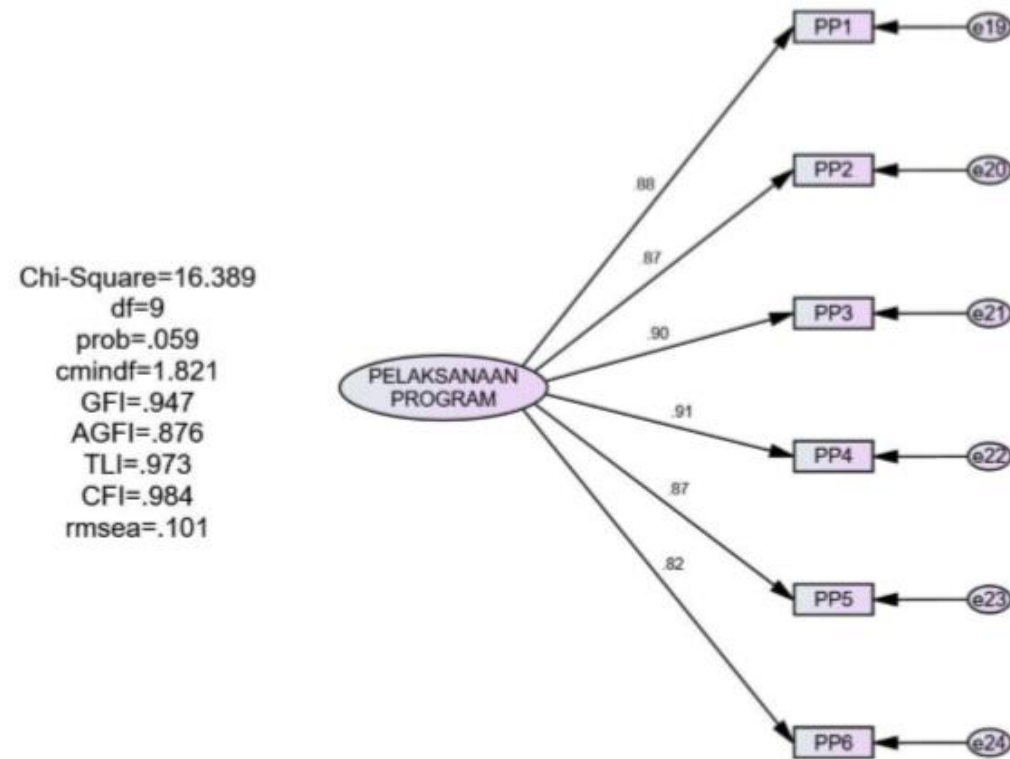 PP1
e19
PP2
e20
.88
.87
PP3
e21
.90
Chi-Square=16.389
df=9
prob=.059
cmindf=1.821
GFI=.947
AGFI=.876
TLI=.973
CFI=.984
rmsea=.101
PELAKSANAAN
PROGRAM
.91
PP4
e22
.87
PP5
e23
.82
PP6
e24